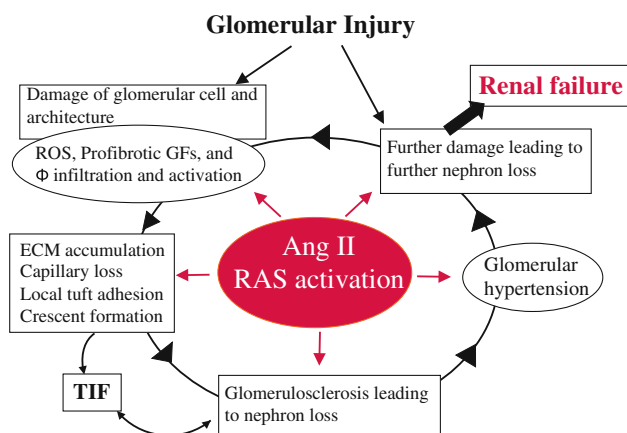 Glomerular Injury
Renal failure
Damage of glomerular cell and
architecture
ROS, Profibrotic GFs, and
Φ infiltration and activation
Further damage leading to
further nephron loss
Ang II
RAS activation
ECM accumulation
Capillary loss
Local tuft adhesion
Crescent formation
Glomerular
hypertension
TIF
Glomerulosclerosis leading
to nephron loss